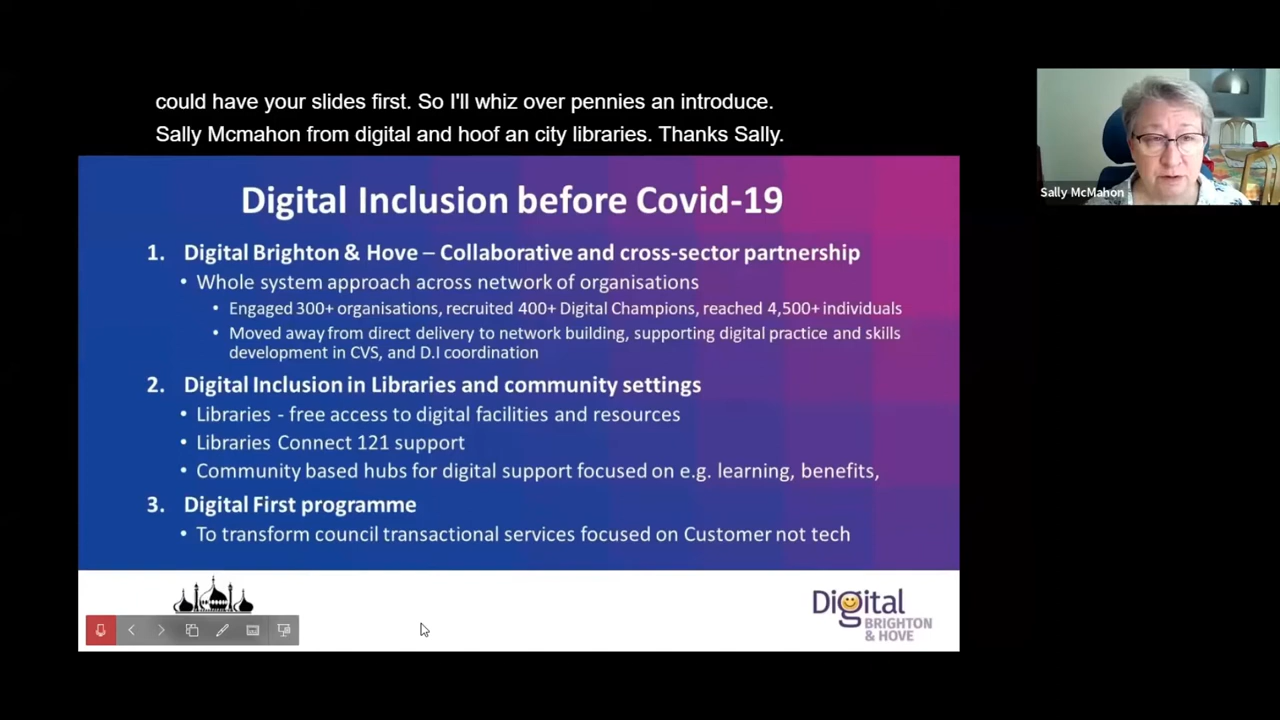 could have your slides first. So I'll whiz over pennies an introduce.
Sally Mcmahon from digital and hoof an city libraries. Thanks Sally.
Sally McMahon
Digital Inclusion before Covid-19
1. Digital Brighton & Hove – Collaborative and cross-sector partnership
• Whole system approach across network of organisations
• Engaged 300+ organisations, recruited 400+ Digital Champions, reached 4,500+ individuals
• Moved away from direct delivery to network building, supporting digital practice and skills
development in CVS, and D.I coordination
2. Digital Inclusion in Libraries and community settings
• Libraries - free access to digital facilities and resources
• Libraries Connect 121 support
• Community based hubs for digital support focused on e.g. learning, benefits,
3. Digital First programme
• To transform council transactional services focused on Customer not tech
Digital
BRIGHTON
& HOVE